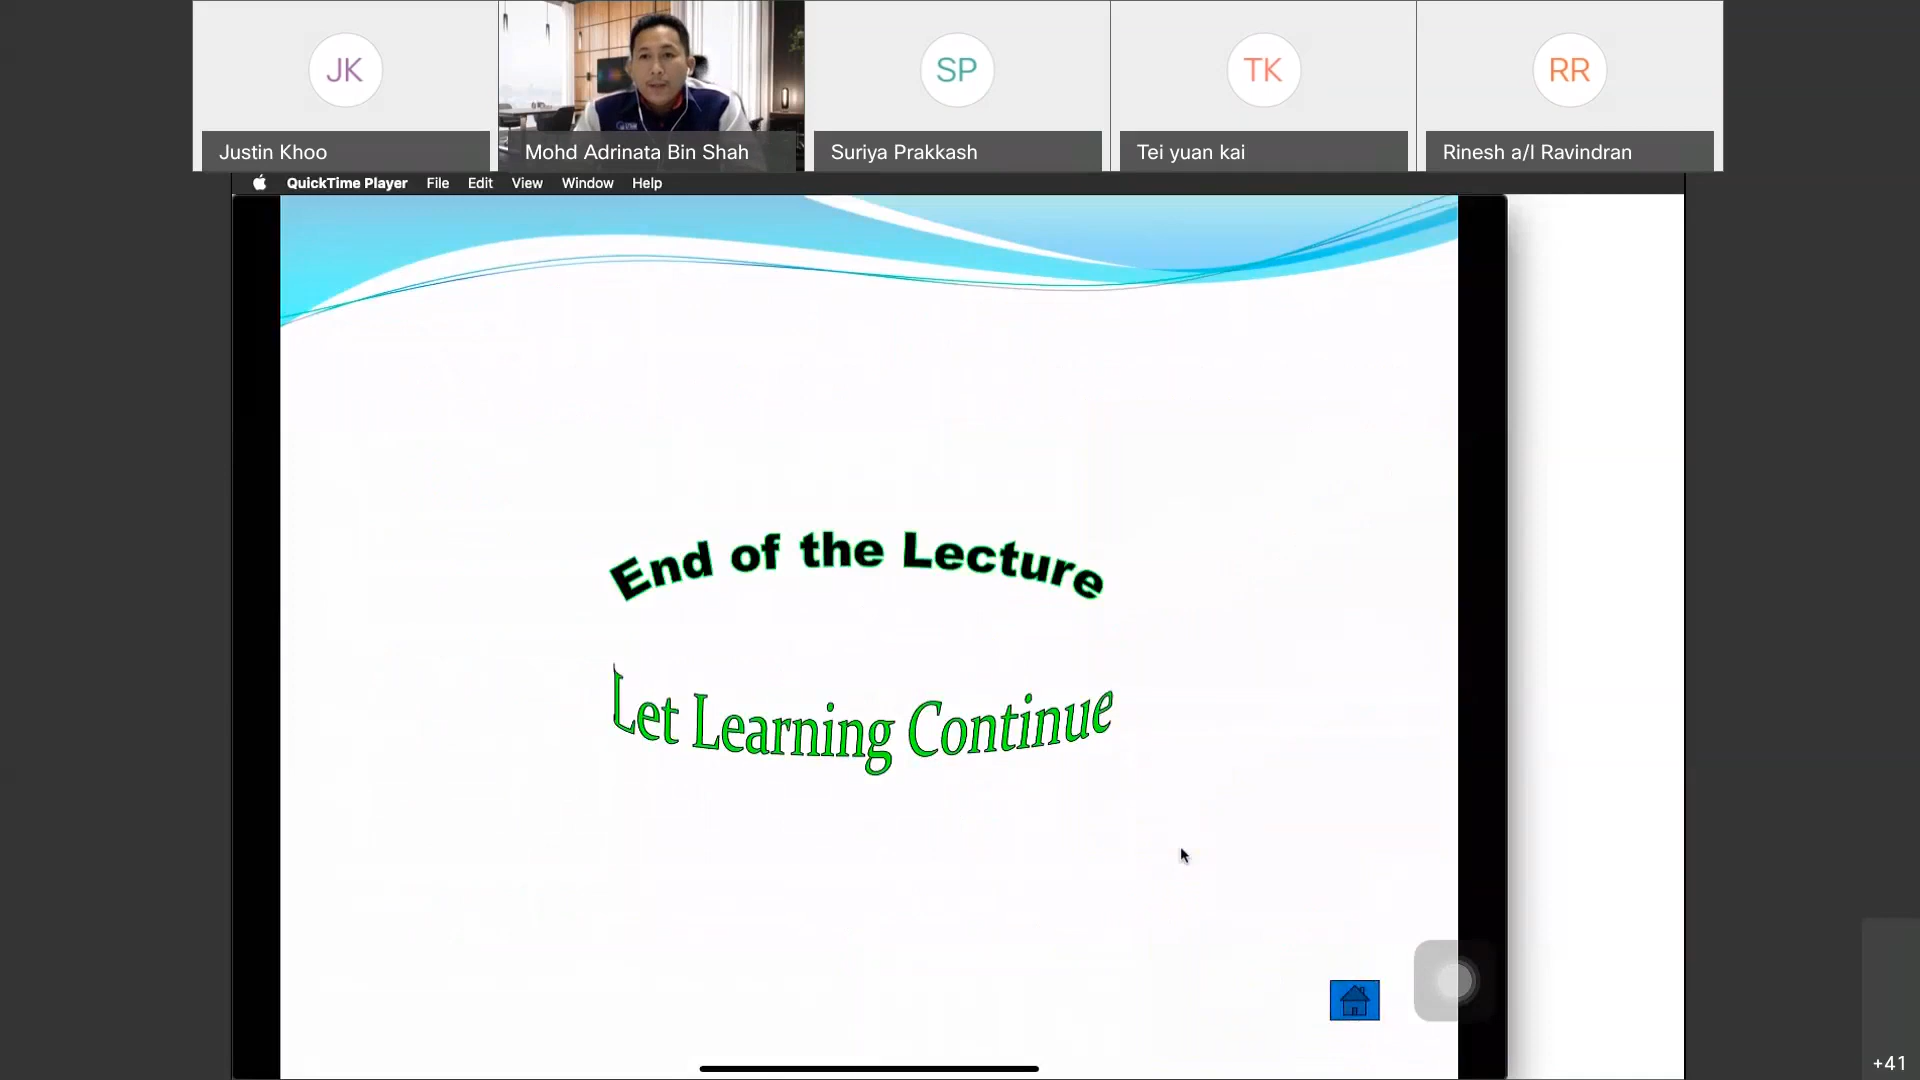 JK
SP
TK
RR
Justin Khoo
Mohd Adrinata Bin Shah
Suriya Prakkash
Tei yuan kai
Rinesh a/l Ravindran
QuickTime Player File Edit View Window Help
End of the Lecture
Let Learning Continue
+41